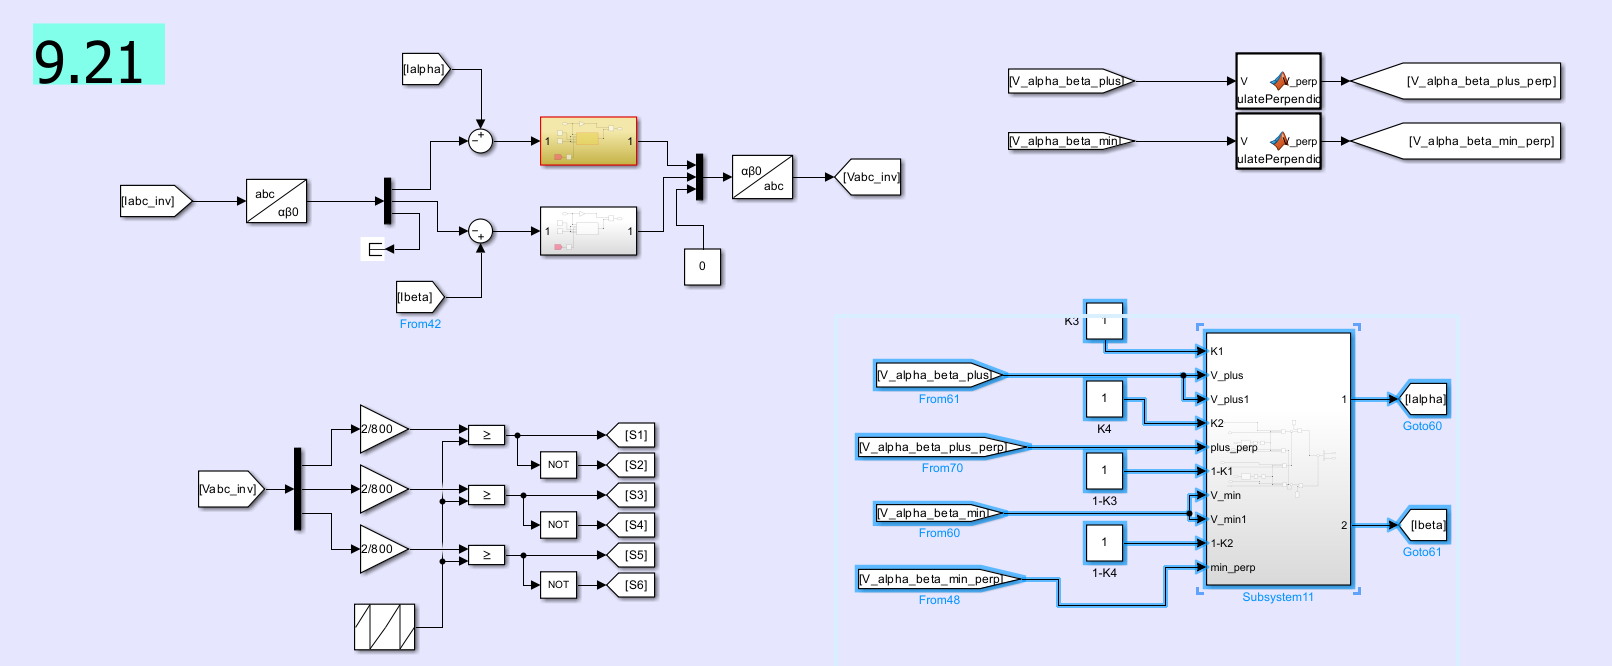 9.21
[Ialpha]
[Iabc_inv]
abc
αβ0
1
1
1
1
αβ0
abc
[Vabc_inv]
0
[Ibeta]
From42
[V_alpha_beta_plus]
V
V_perp
ulatePerpendic
[V_alpha_beta_plus_perp]
[V_alpha_beta_min]
V
V_perp
ulatePerpendic
[V_alpha_beta_min_perp]
[Vabc_inv]
2/800
≥
[S1]
NOT
[S2]
2/800
≥
[S3]
NOT
[S4]
2/800
≥
[S5]
NOT
[S6]
K3
1
[V_alpha_beta_plus]
From61
1
K4
[V_alpha_beta_plus_perp]
From70
1
1-K3
[V_alpha_beta_min]
From60
1
1-K4
[V_alpha_beta_min_perp]
From48
K1
V_plus
V_plus1
K2
plus_perp
1-K1
V_min
V_min1
1-K2
min_perp
1
2
Subsystem11
[Ialpha]
Goto60
[Ibeta]
Goto61